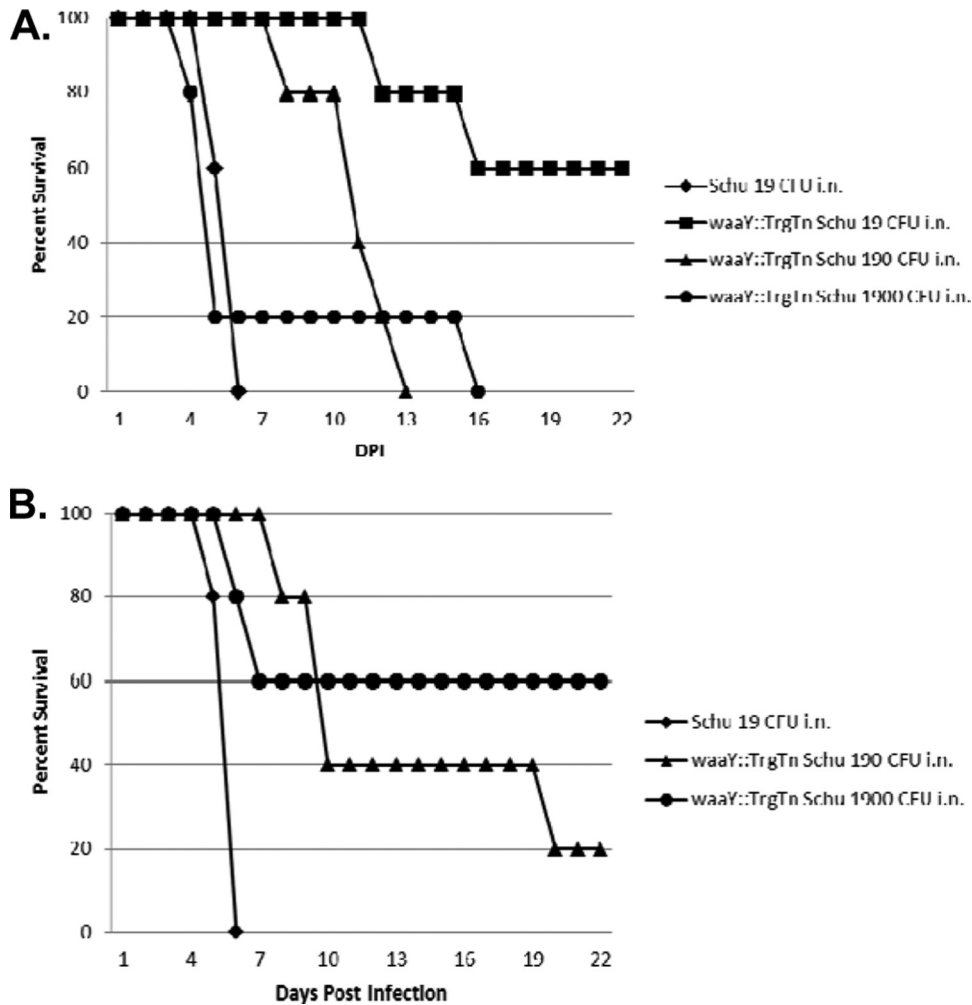 A.
100
80
60
40
20
0
Percent Survival
1 4 7 10 13 16 19 22
DPI
Schu 19 CFU i.n.
waaY::TrgTn Schu 19 CFU i.n.
waaY::TrgTn Schu 190 CFU i.n.
waaY::TrgTn Schu 1900 CFU i.n.
B.
100
80
60
40
20
0
Percent Survival
1 4 7 10 13 16 19 22
Days Post Infection
Schu 19 CFU i.n.
waaY::TrgTn Schu 190 CFU i.n.
waaY::TrgTn Schu 1900 CFU i.n.